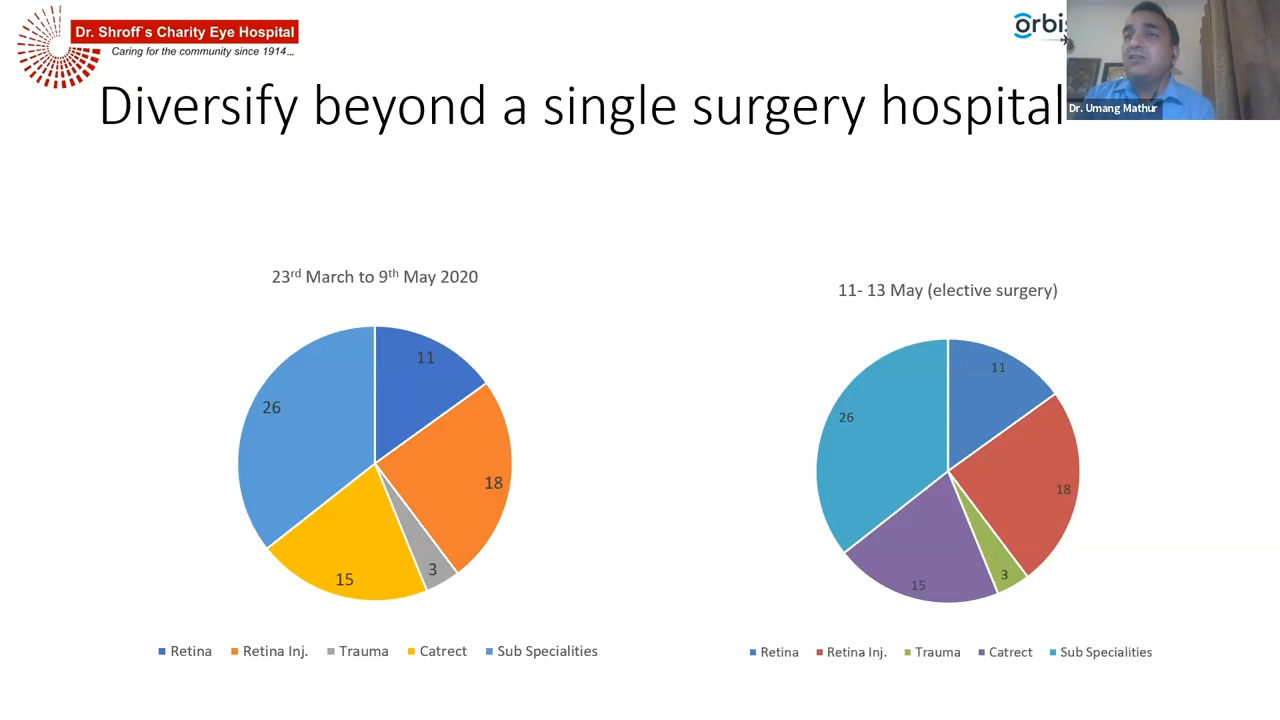 Dr. Shroff`s Charity Eye Hospital
Caring for the community since 1914...
Dr. Umang Mathur
Diversify beyond a single surgery hospital
23rd March to 9th May 2020
11
18
3
15
26
Retina Retina Inj. Trauma Catrect Sub Specialities
11- 13 May (elective surgery)
11
18
3
15
26
Retina Retina Inj. Trauma Catrect Sub Specialities